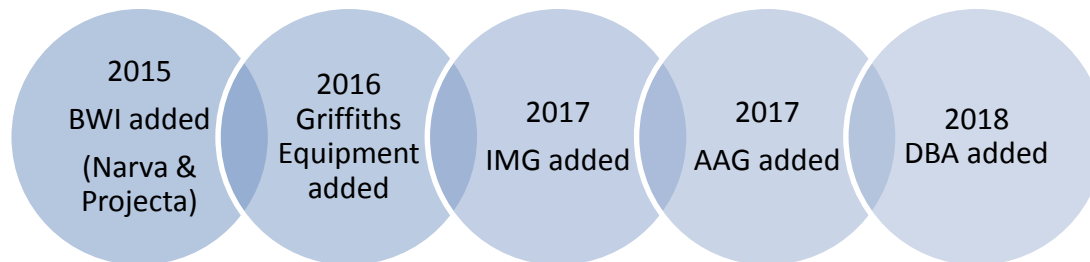 2015
BWI added
(Narva &
Projecta)
2016
Griffiths
Equipment
added
2017
IMG added
2017
AAG added
2018
DBA added